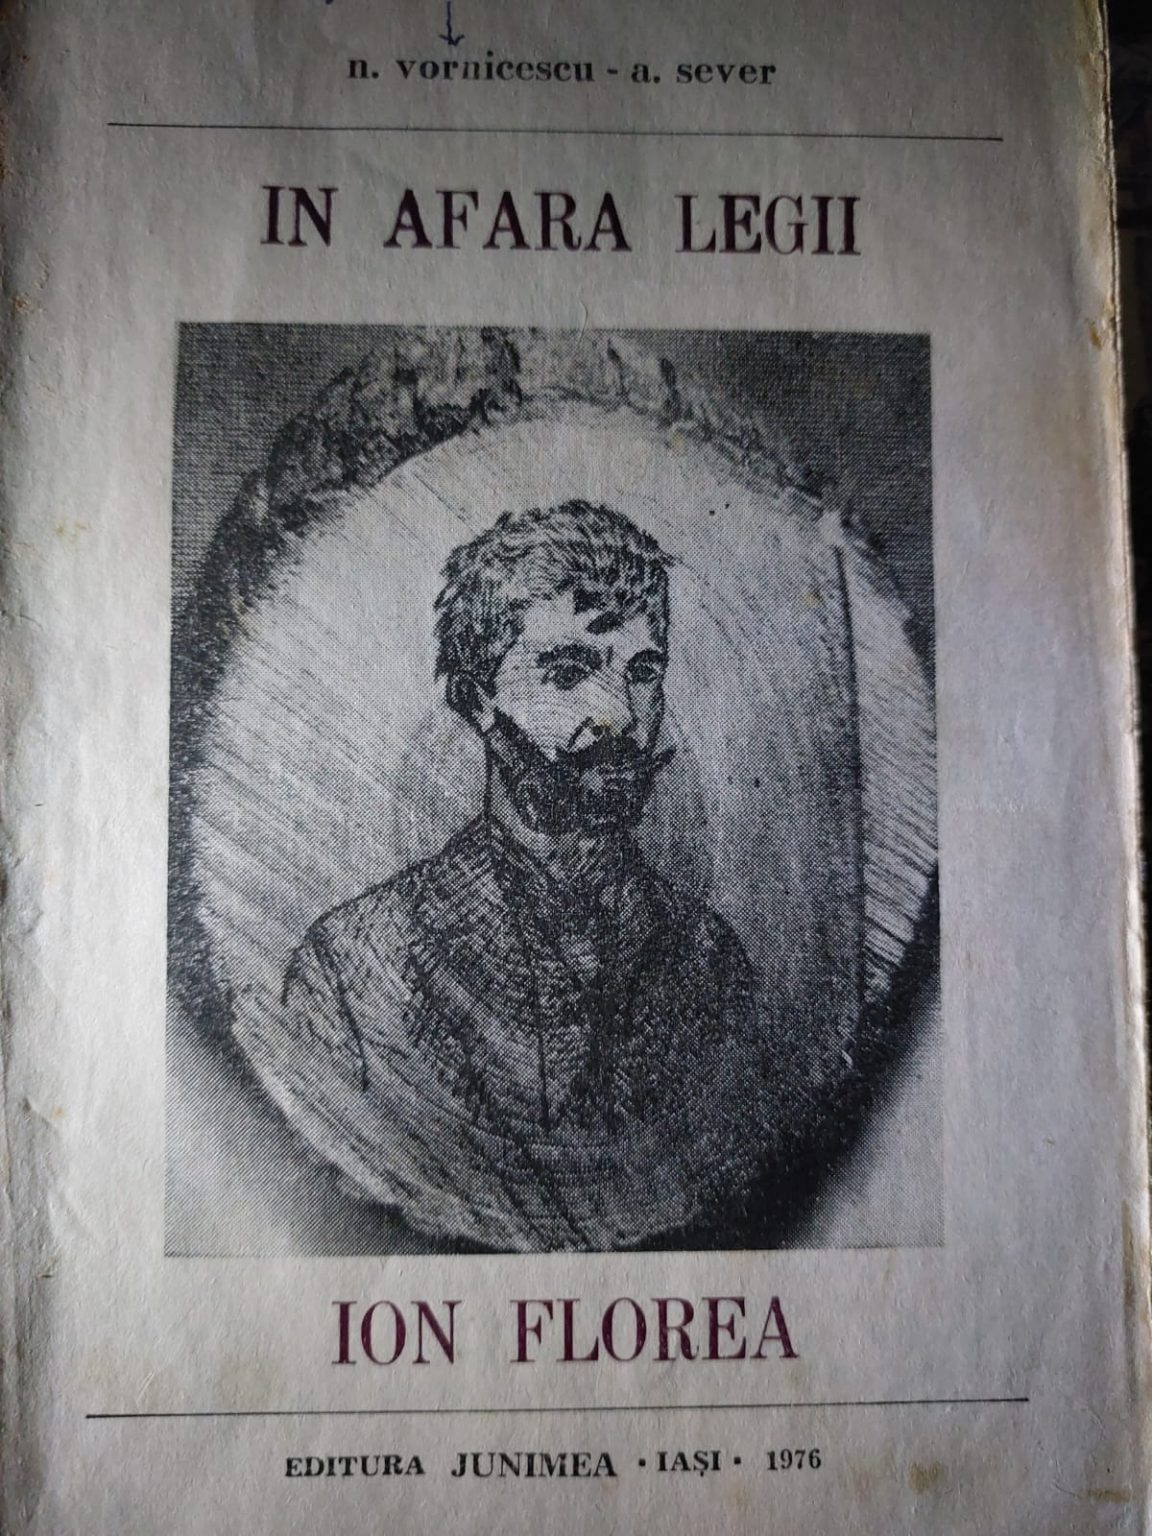 n. vornicescu - a. sever
IN AFARA LEGII
ION FLOREA
EDITURA JUNIMEA · IAȘI · 1976